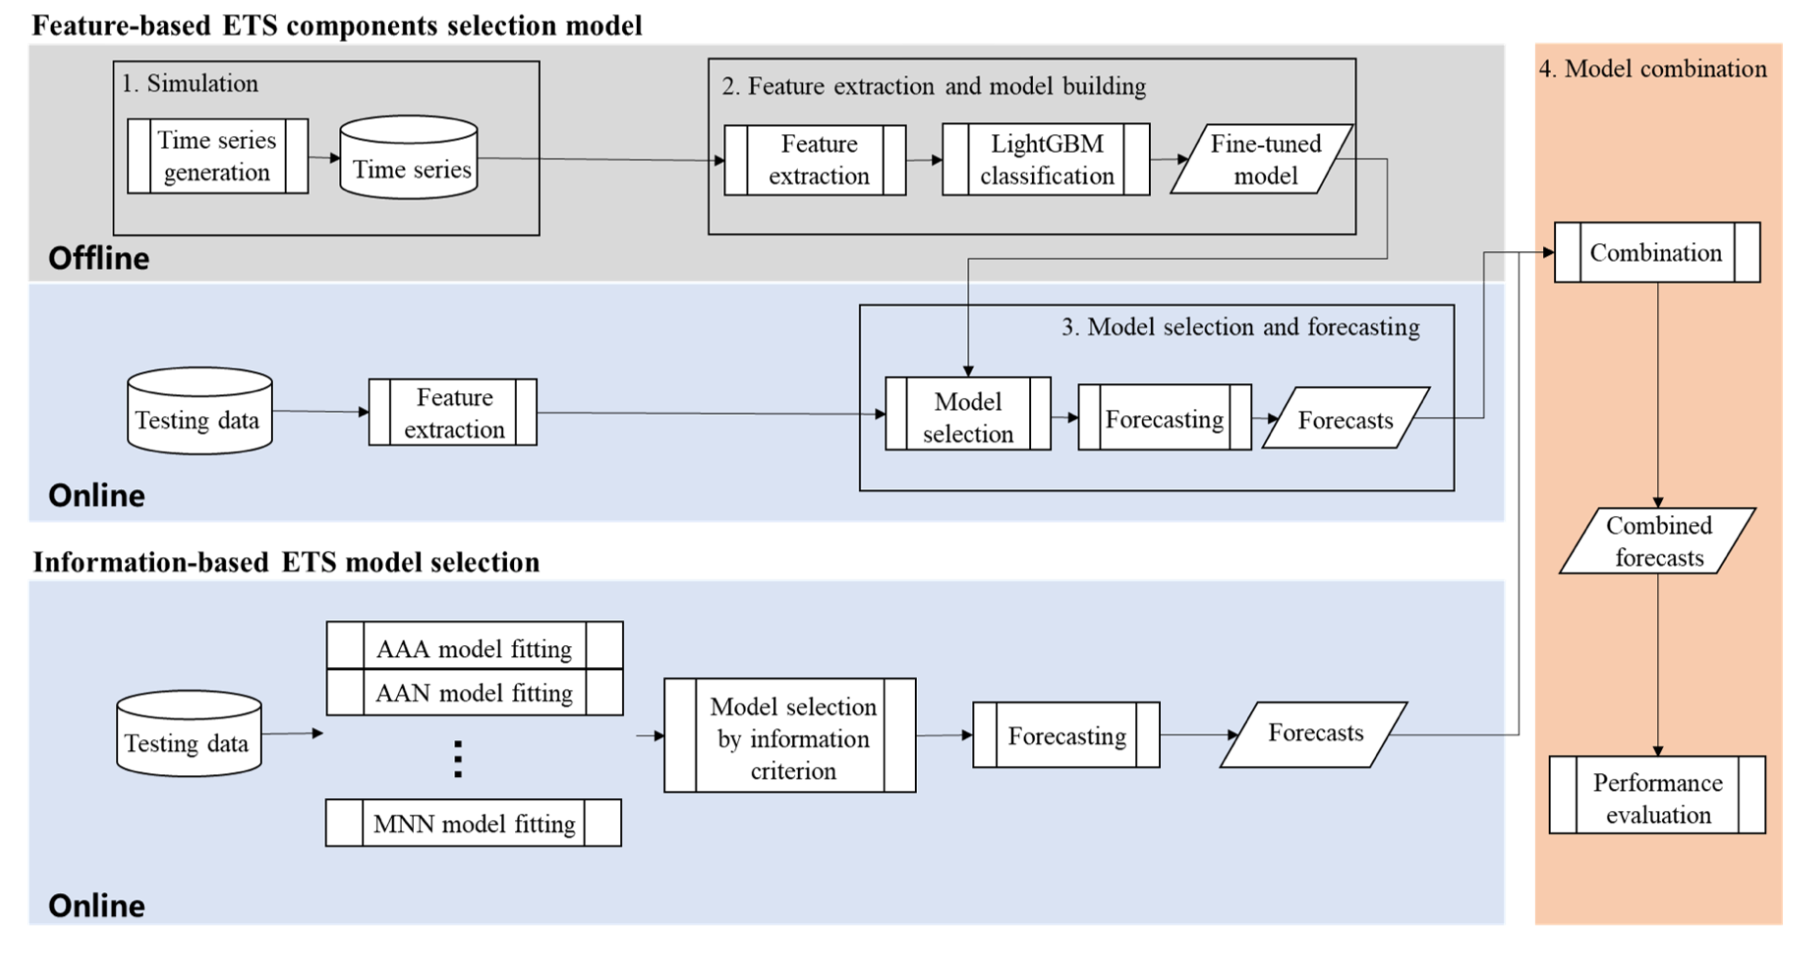 Feature-based ETS components selection model
1. Simulation
Time series
generation
Time series
2. Feature extraction and model building
Feature
extraction
LightGBM
classification
Fine-tuned
model
Offline
Testing data
Feature
extraction
3. Model selection and forecasting
Model
selection
Forecasting
Forecasts
Online
Information-based ETS model selection
Testing data
AAA model fitting
AAN model fitting
⋮
MNN model fitting
Model selection
by information
criterion
Forecasting
Forecasts
Online
4. Model combination
Combination
Combined
forecasts
Performance
evaluation